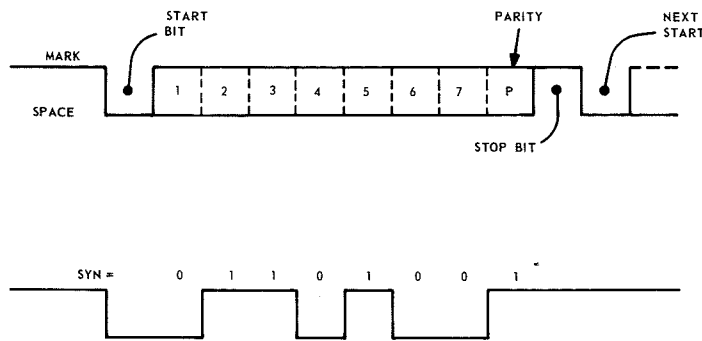 START
BIT
PARITY
NEXT
START
MARK
1 2 3 4 5 6 7 P
SPACE
STOP BIT
SYN = 0 1 1 0 1 0 0 1